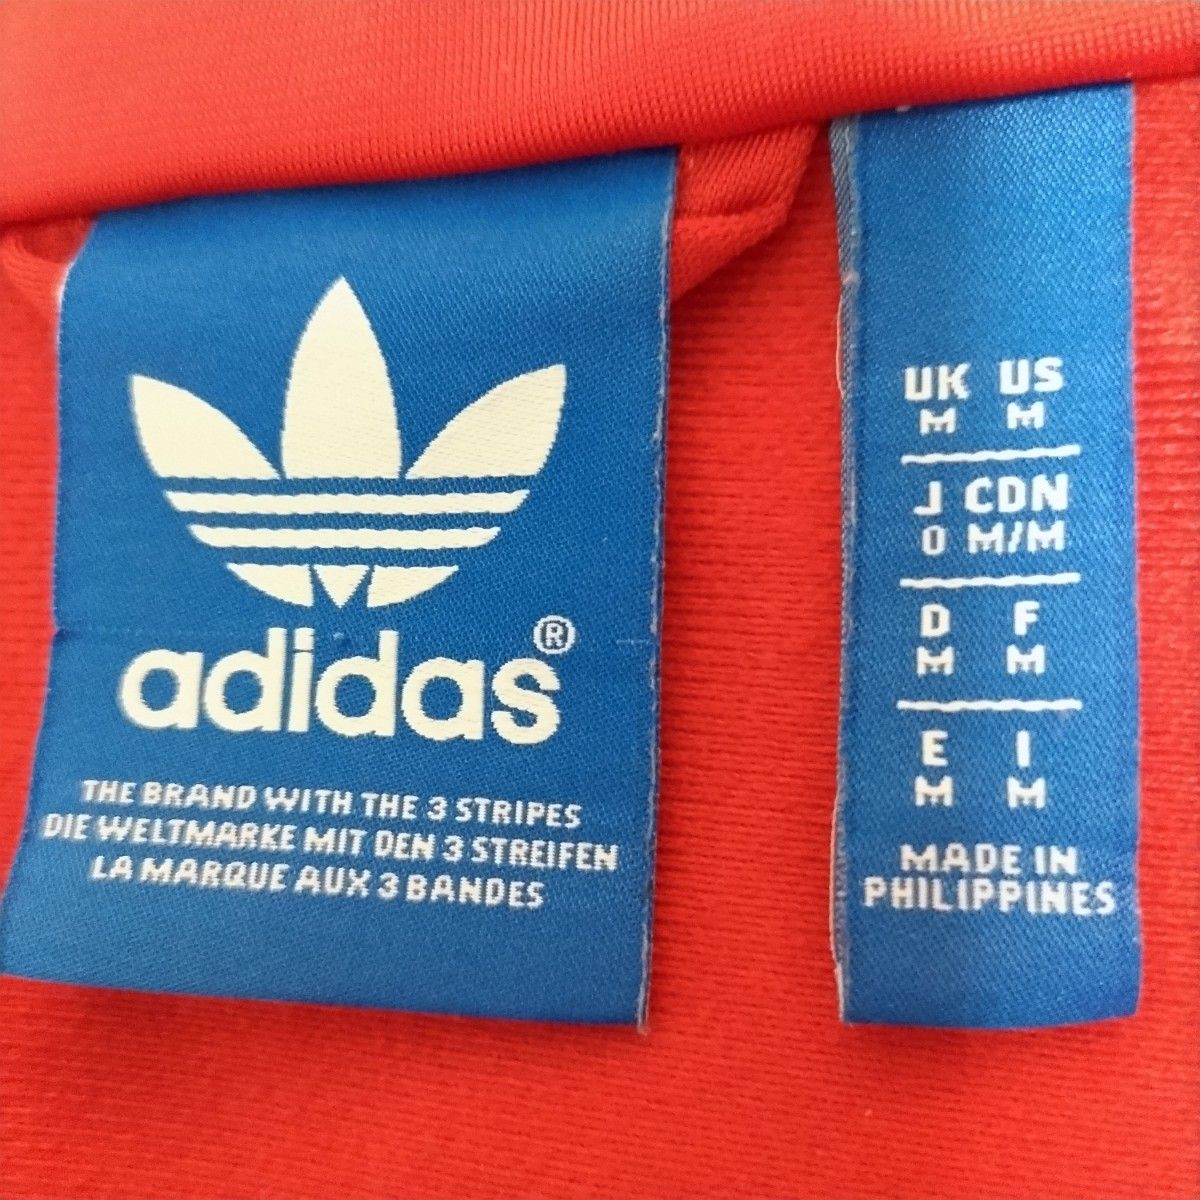 adidas®
THE BRAND WITH THE 3 STRIPES
DIE WELTMARKE MIT DEN 3 STREIFEN
LA MARQUE AUX 3 BANDES
UK US
M M
J CDN
O M/M
D F
M M
E I
M M
MADE IN
PHILIPPINES